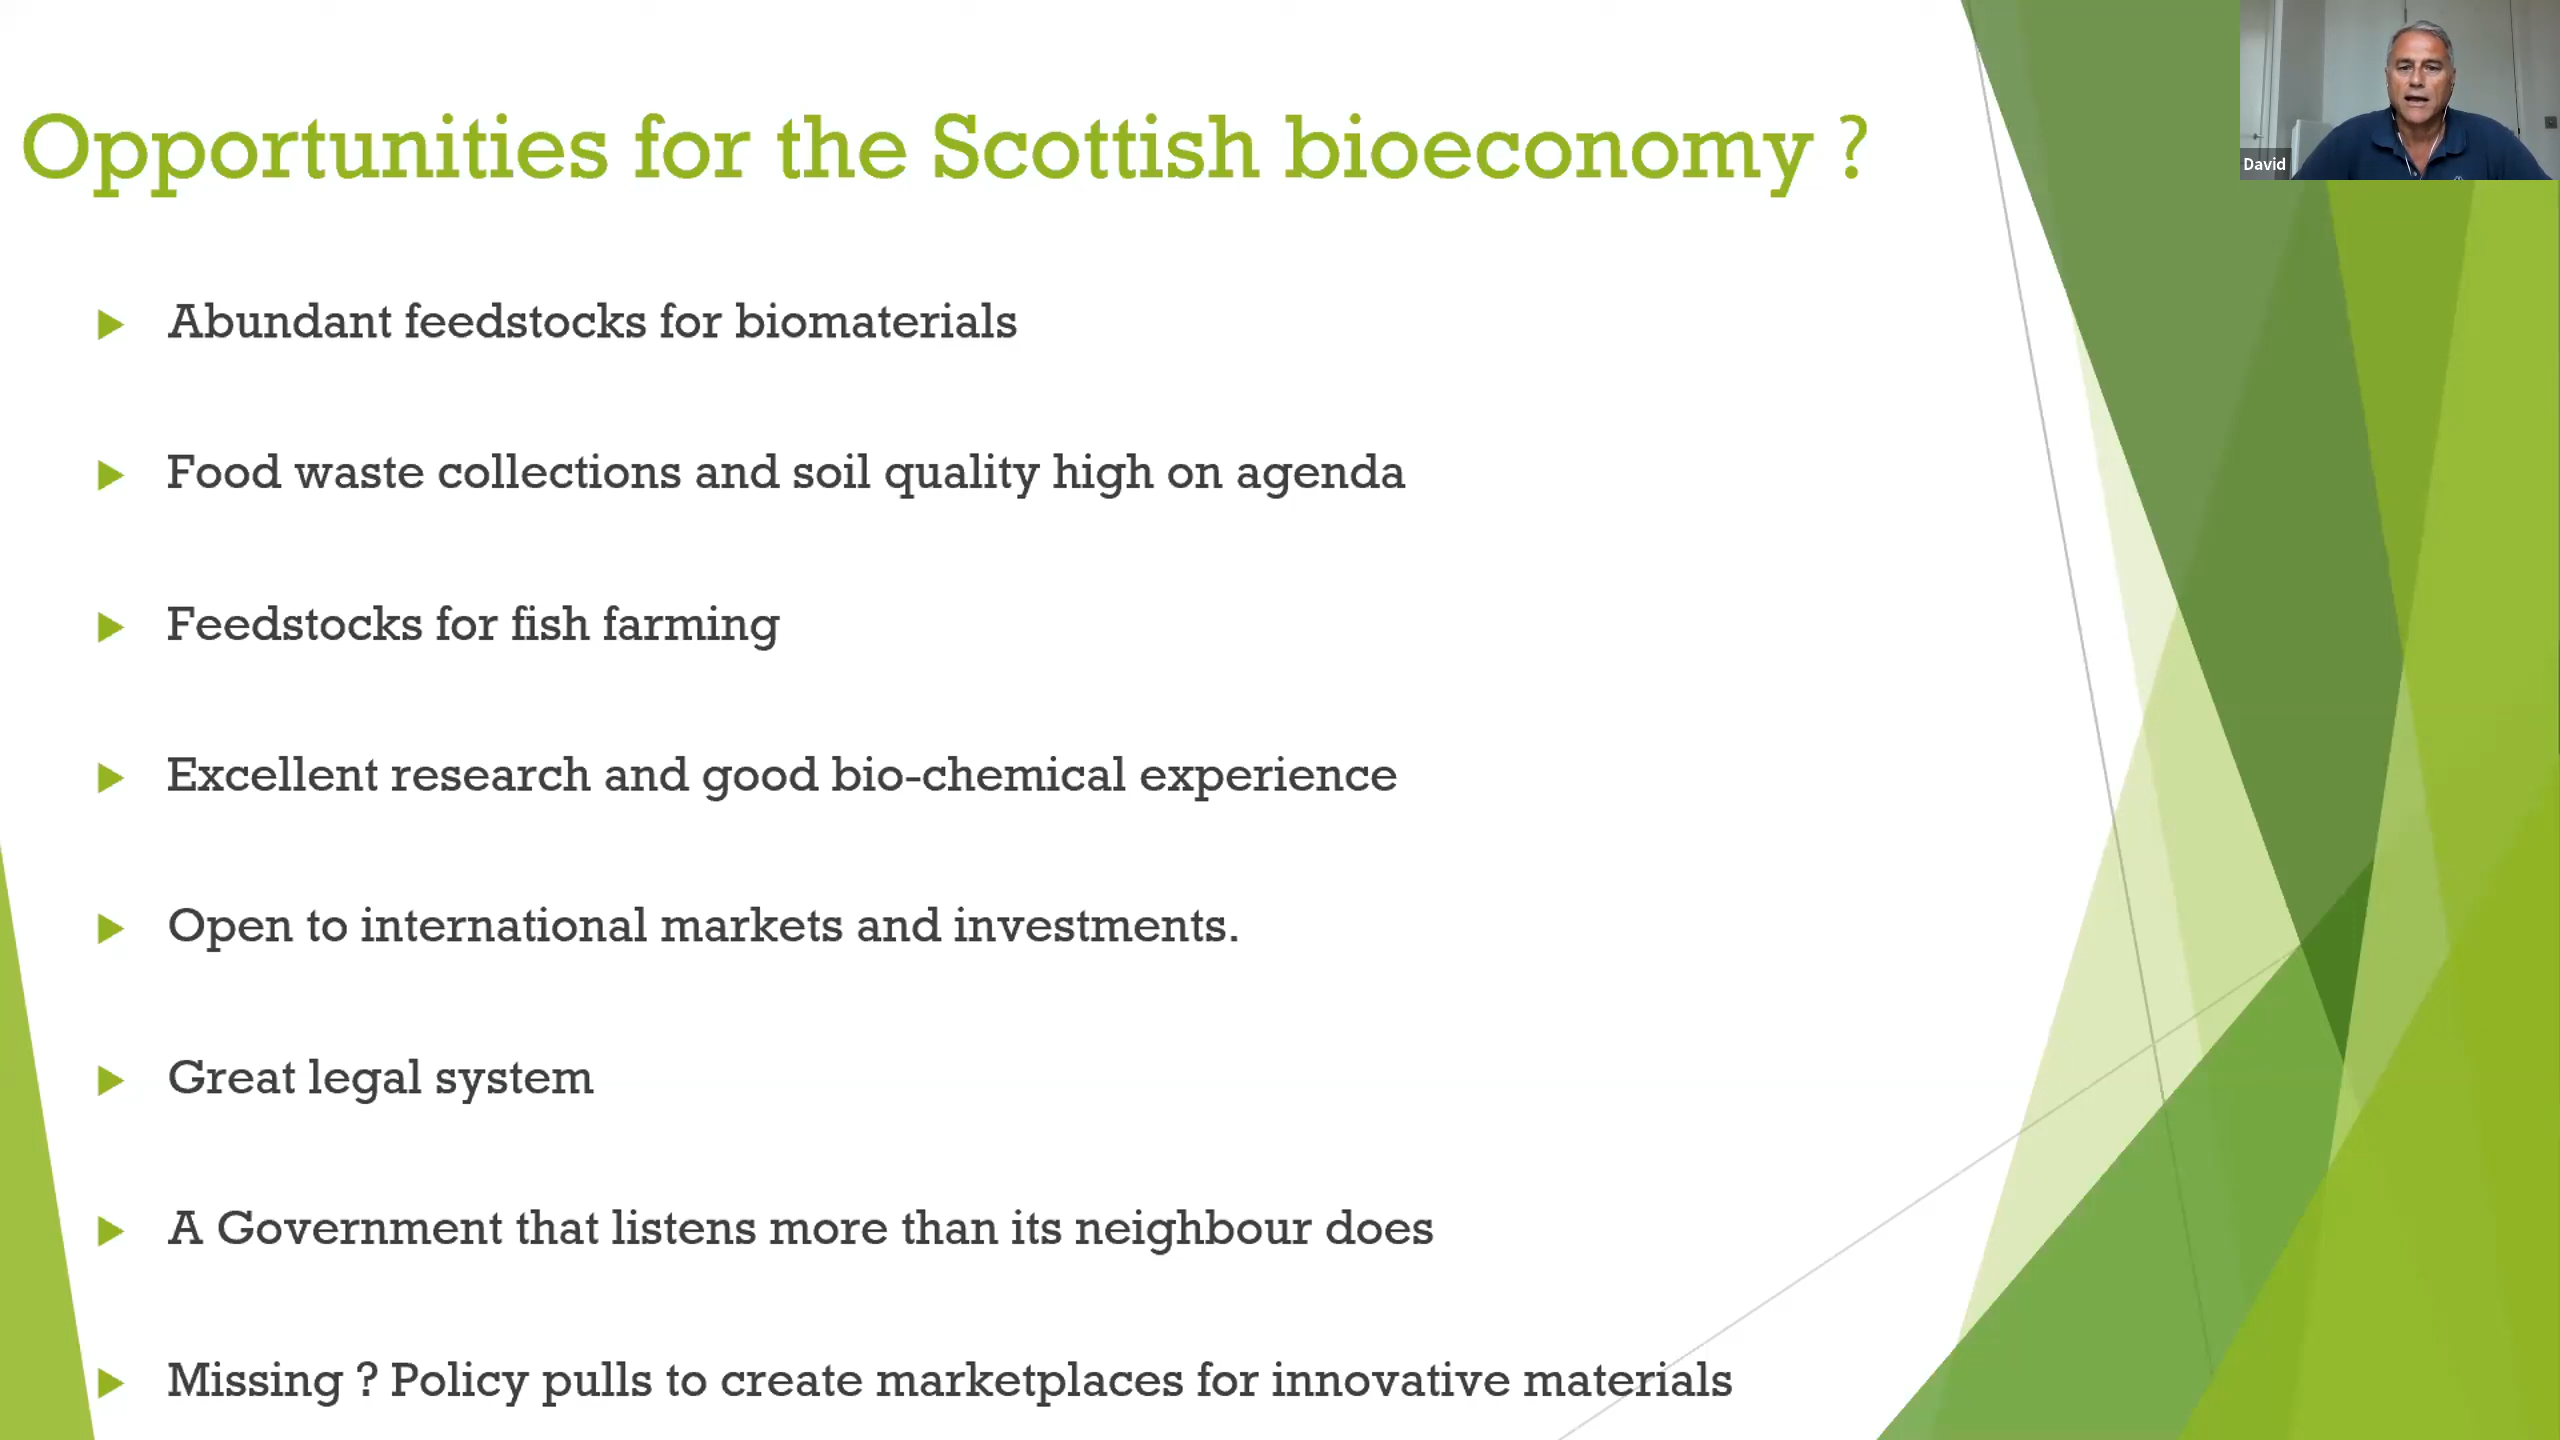 Opportunities for the Scottish bioeconomy ?
David
Abundant feedstocks for biomaterials
Food waste collections and soil quality high on agenda
Feedstocks for fish farming
Excellent research and good bio-chemical experience
Open to international markets and investments.
Great legal system
A Government that listens more than its neighbour does
Missing ? Policy pulls to create marketplaces for innovative materials